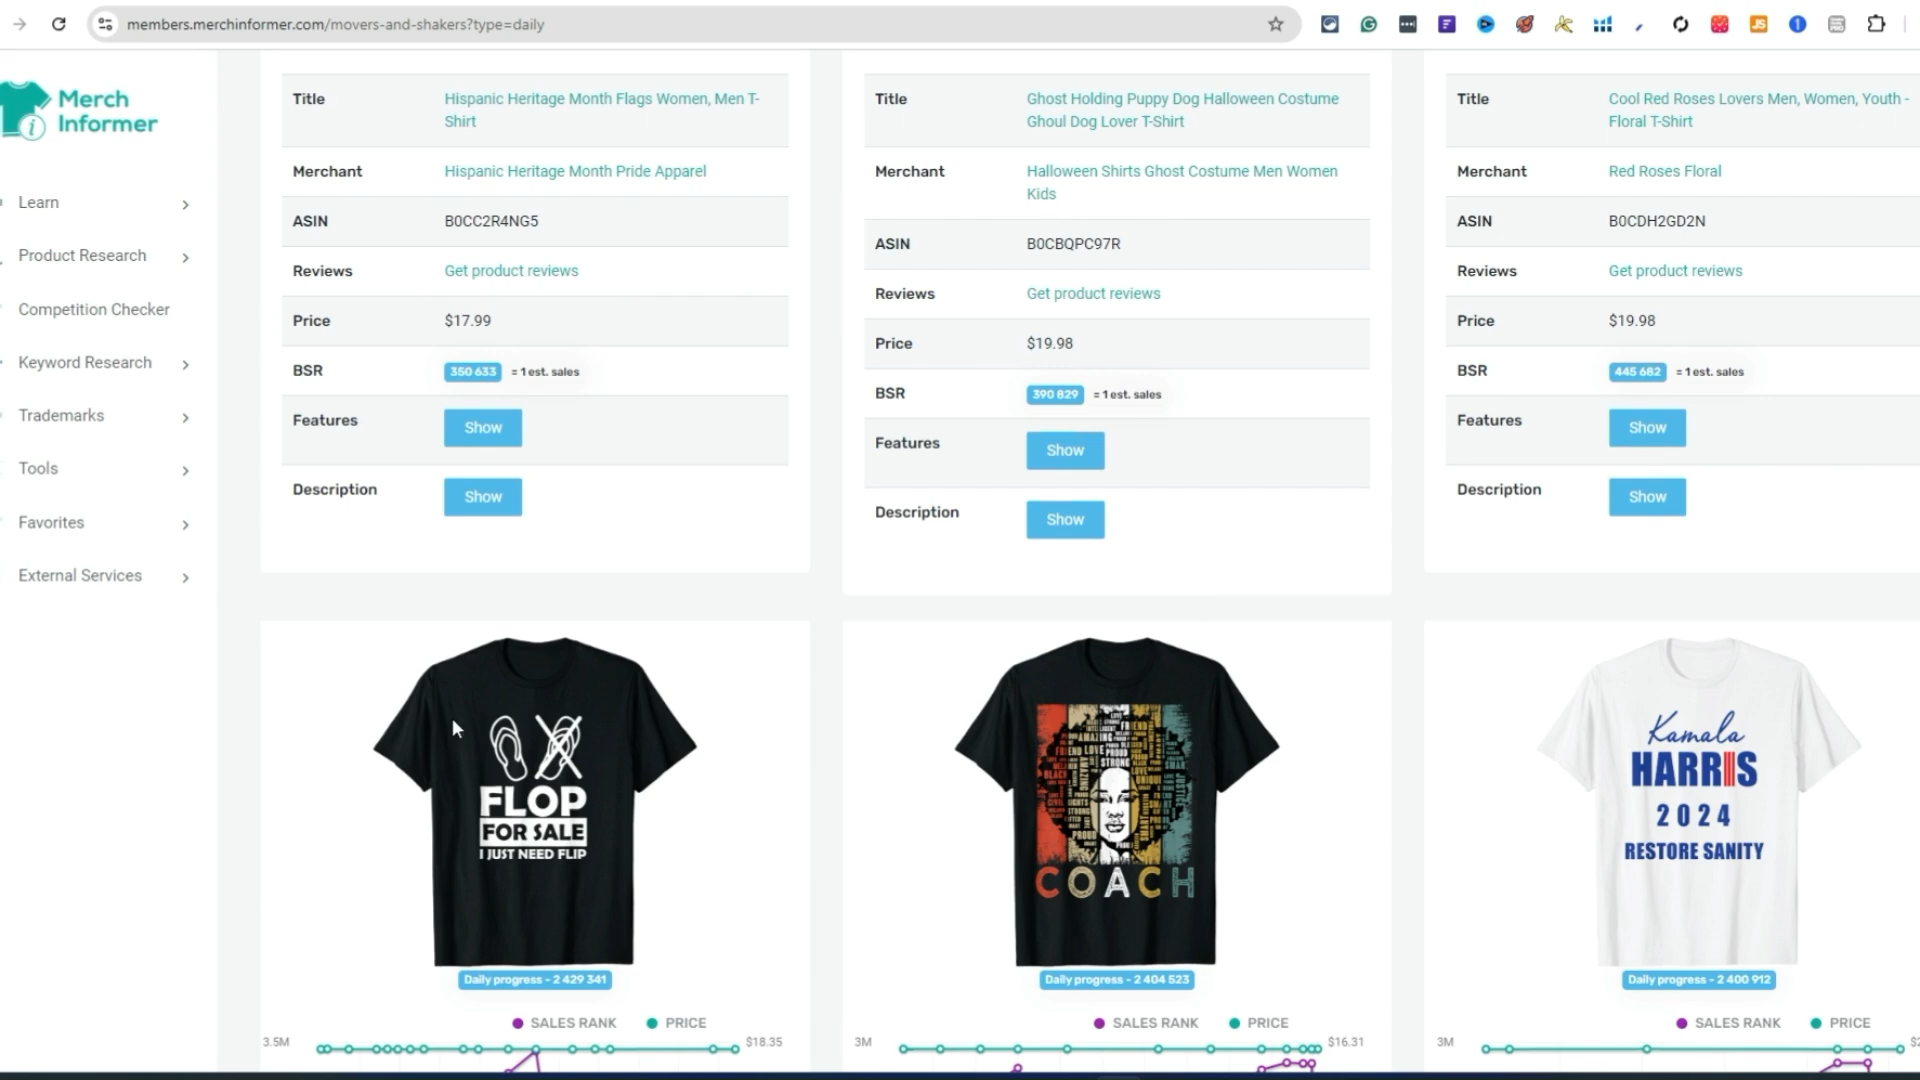 members.merchinformer.com/movers-and-shakers?type=daily
Merch
Informer
Learn
Product Research
Competition Checker
Keyword Research
Trademarks
Tools
Favorites
External Services
Title
Hispanic Heritage Month Flags Women, Men T-
Shirt
Merchant
Hispanic Heritage Month Pride Apparel
ASIN
B0CC2R4NG5
Reviews
Get product reviews
Price
$17.99
BSR
350 633 = 1 est. sales
Features
Show
Description
Show
Title
Ghost Holding Puppy Dog Halloween Costume
Ghoul Dog Lover T-Shirt
Merchant
Halloween Shirts Ghost Costume Men Women
Kids
ASIN
B0CBQPC97R
Reviews
Get product reviews
Price
$19.98
BSR
390 829 = 1 est. sales
Features
Show
Description
Show
Title
Cool Red Roses Lovers Men, Women, Youth -
Floral T-Shirt
Merchant
Red Roses Floral
ASIN
B0CDH2GD2N
Reviews
Get product reviews
Price
$19.98
BSR
445 682 = 1 est. sales
Features
Show
Description
Show
FLOP
FOR SALE
I JUST NEED FLIP
Daily progress - 2 429 341
SALES RANK PRICE
3.5M $18.35
STRONG
PROUD
COACH
Daily progress - 2 404 523
SALES RANK PRICE
3M $16.31
Kamala
HARRIS
2024
RESTORE SANITY
Daily progress - 2 400 912
SALES RANK PRICE
3M